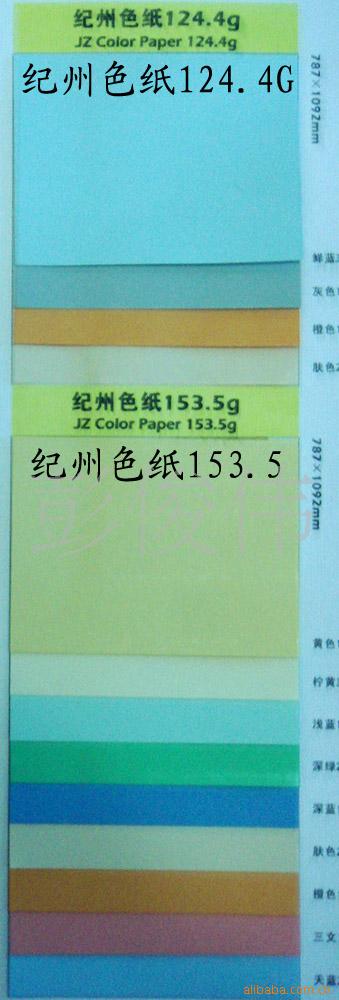 纪州色纸124.4g
JZ Color Paper 124.4g
纪州色纸124.4G
787×1092mm
鲜蓝
灰色
橙色
肤色
纪州色纸153.5g
JZ Color Paper 153.5g
纪州色纸153.5
787×1092mm
彭俊伟
黄色
柠黄
浅蓝
深绿
深蓝
肤色
橙色
三文
天蓝
alibaba.com.cn